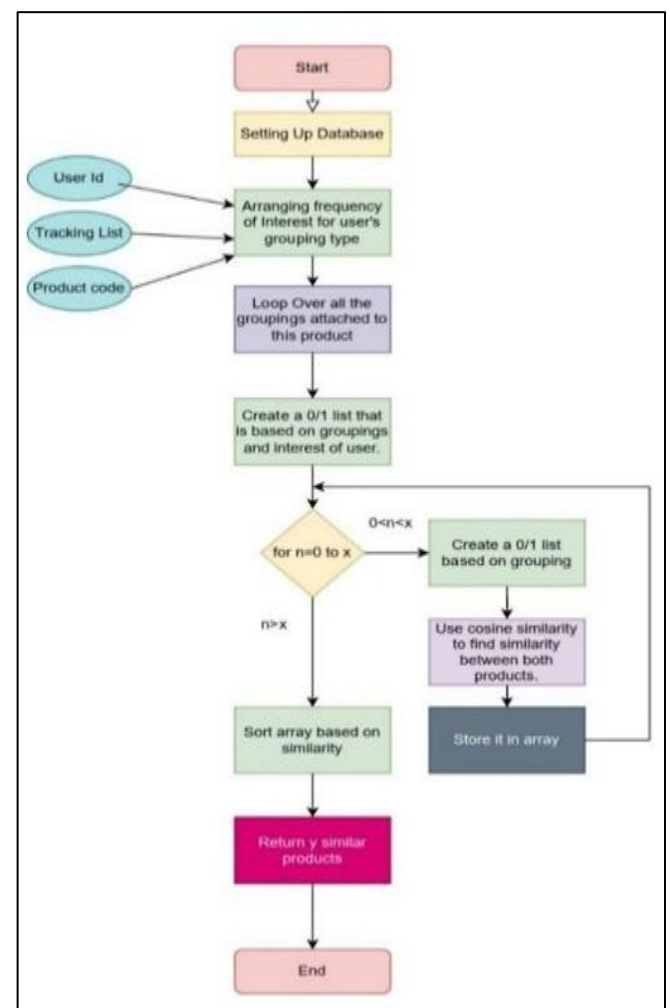 Start
Setting Up Database
User Id
Tracking List
Product code
Arranging frequency
of Interest for user's
grouping type
Loop Over all the
groupings attached to
this product
Create a 0/1 list that
is based on groupings
and interest of user.
for n=0 to x
0<n<x
Create a 0/1 list
based on grouping
Use cosine similarity
to find similarity
between both
products.
Store it in array
n>x
Sort array based on
similarity
Return y similar
products
End